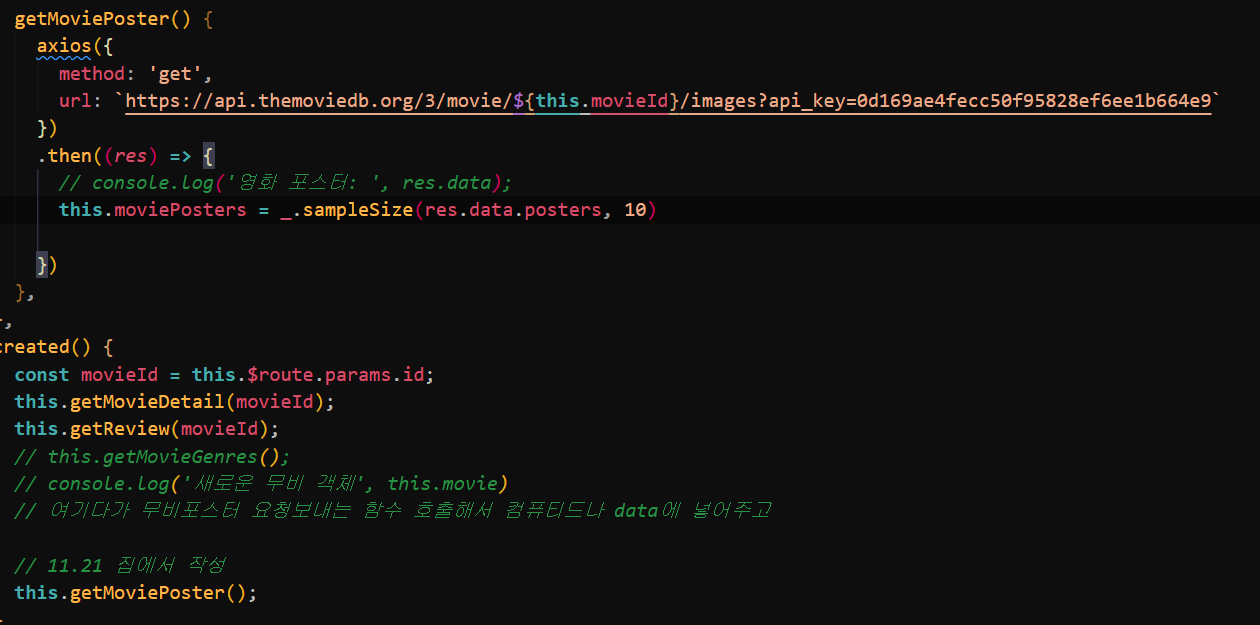 getMoviePoster() {
axios({
method: 'get',
url: `https://api.themoviedb.org/3/movie/${this.movieId}/images?api_key=0d169ae4fecc50f95828ef6ee1b664e9`
})
.then((res) => {
// console.log('영화 포스터: ', res.data);
this.moviePosters = _.sampleSize(res.data.posters, 10)
})
},
,
created() {
const movieId = this.$route.params.id;
this.getMovieDetail(movieId);
this.getReview(movieId);
// this.getMovieGenres();
// console.log('새로운 무비 객체', this.movie)
// 여기다가 무비포스터 요청보내는 함수 호출해서 컴퓨티드나 data에 넣어주고
// 11.21 집에서 작성
this.getMoviePoster();